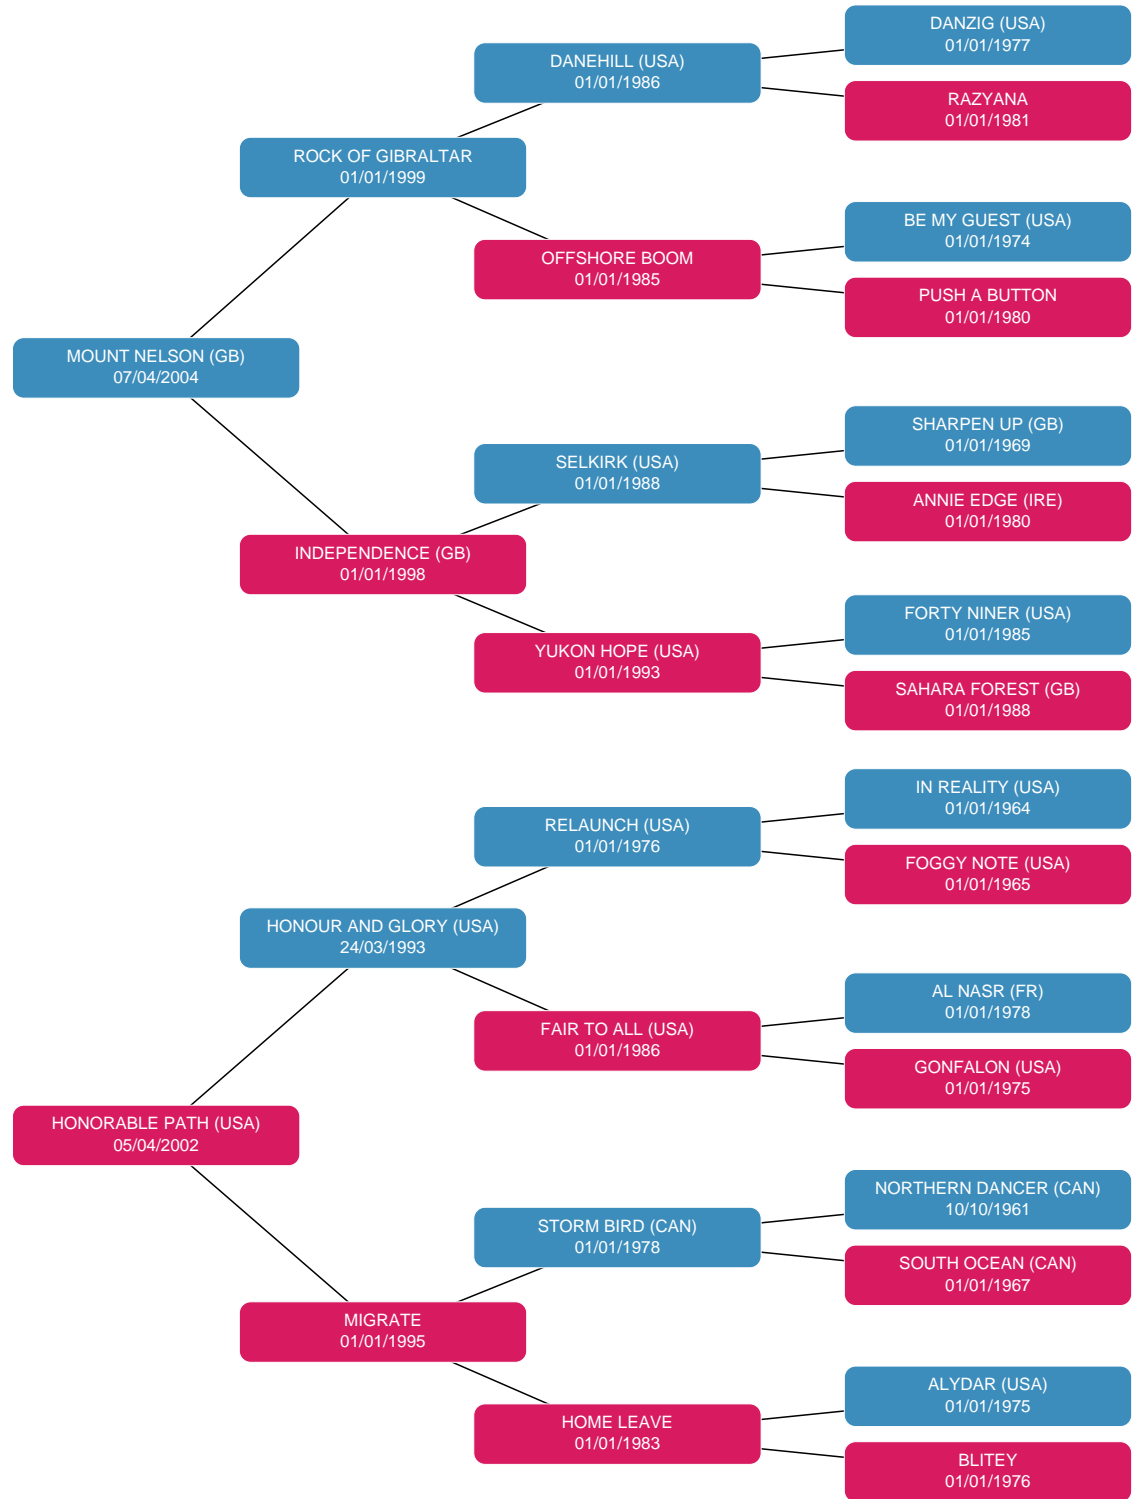 DANZIG (USA)
01/01/1977
DANEHILL (USA)
01/01/1986
RAZYANA
01/01/1981
ROCK OF GIBRALTAR
01/01/1999
BE MY GUEST (USA)
01/01/1974
OFFSHORE BOOM
01/01/1985
PUSH A BUTTON
01/01/1980
MOUNT NELSON (GB)
07/04/2004
SHARPEN UP (GB)
01/01/1969
SELKIRK (USA)
01/01/1988
ANNIE EDGE (IRE)
01/01/1980
INDEPENDENCE (GB)
01/01/1998
FORTY NINER (USA)
01/01/1985
YUKON HOPE (USA)
01/01/1993
SAHARA FOREST (GB)
01/01/1988
IN REALITY (USA)
01/01/1964
RELAUNCH (USA)
01/01/1976
FOGGY NOTE (USA)
01/01/1965
HONOUR AND GLORY (USA)
24/03/1993
AL NASR (FR)
01/01/1978
FAIR TO ALL (USA)
01/01/1986
GONFALON (USA)
01/01/1975
HONORABLE PATH (USA)
05/04/2002
NORTHERN DANCER (CAN)
10/10/1961
STORM BIRD (CAN)
01/01/1978
SOUTH OCEAN (CAN)
01/01/1967
MIGRATE
01/01/1995
ALYDAR (USA)
01/01/1975
HOME LEAVE
01/01/1983
BLITEY
01/01/1976